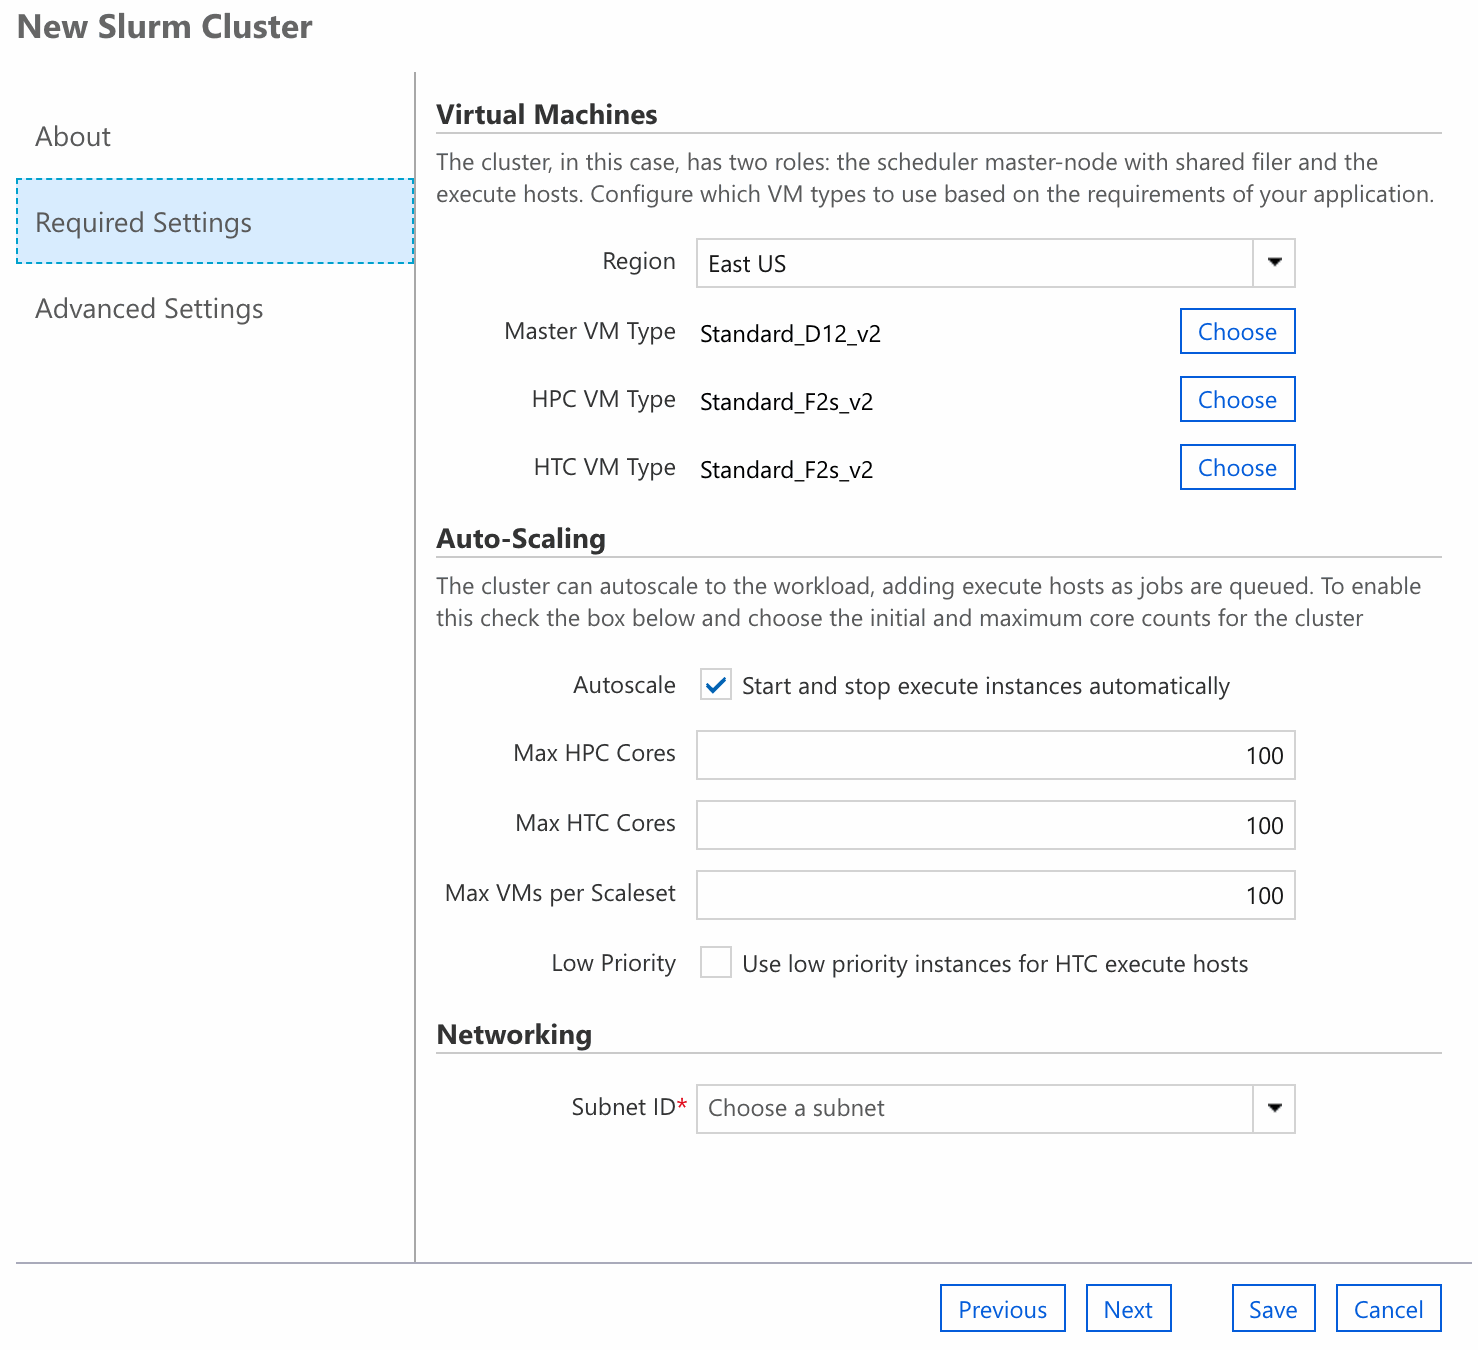 New Slurm Cluster
About
Required Settings
Advanced Settings
Virtual Machines
The cluster, in this case, has two roles: the scheduler master-node with shared filer and the
execute hosts. Configure which VM types to use based on the requirements of your application.
Region East US
Master VM Type Standard_D12_v2 Choose
HPC VM Type Standard_F2s_v2 Choose
HTC VM Type Standard_F2s_v2 Choose
Auto-Scaling
The cluster can autoscale to the workload, adding execute hosts as jobs are queued. To enable
this check the box below and choose the initial and maximum core counts for the cluster
Autoscale Start and stop execute instances automatically
Max HPC Cores 100
Max HTC Cores 100
Max VMs per Scaleset 100
Low Priority Use low priority instances for HTC execute hosts
Networking
Subnet ID* Choose a subnet
Previous Next Save Cancel